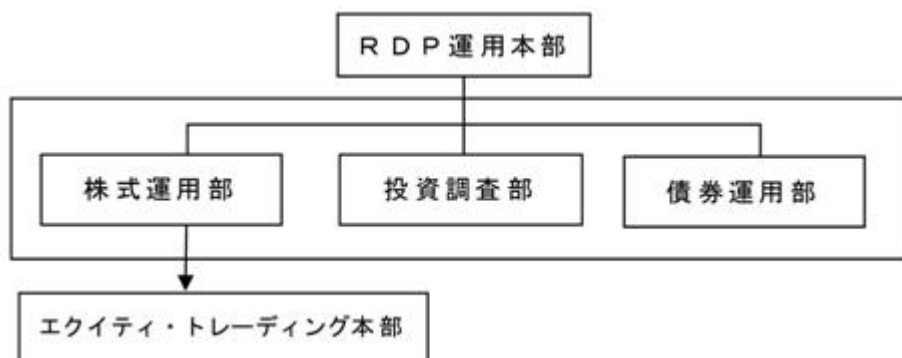 ＲＤＰ運用本部
株式運用部
投資調査部
債券運用部
エクイティ・トレーディング本部